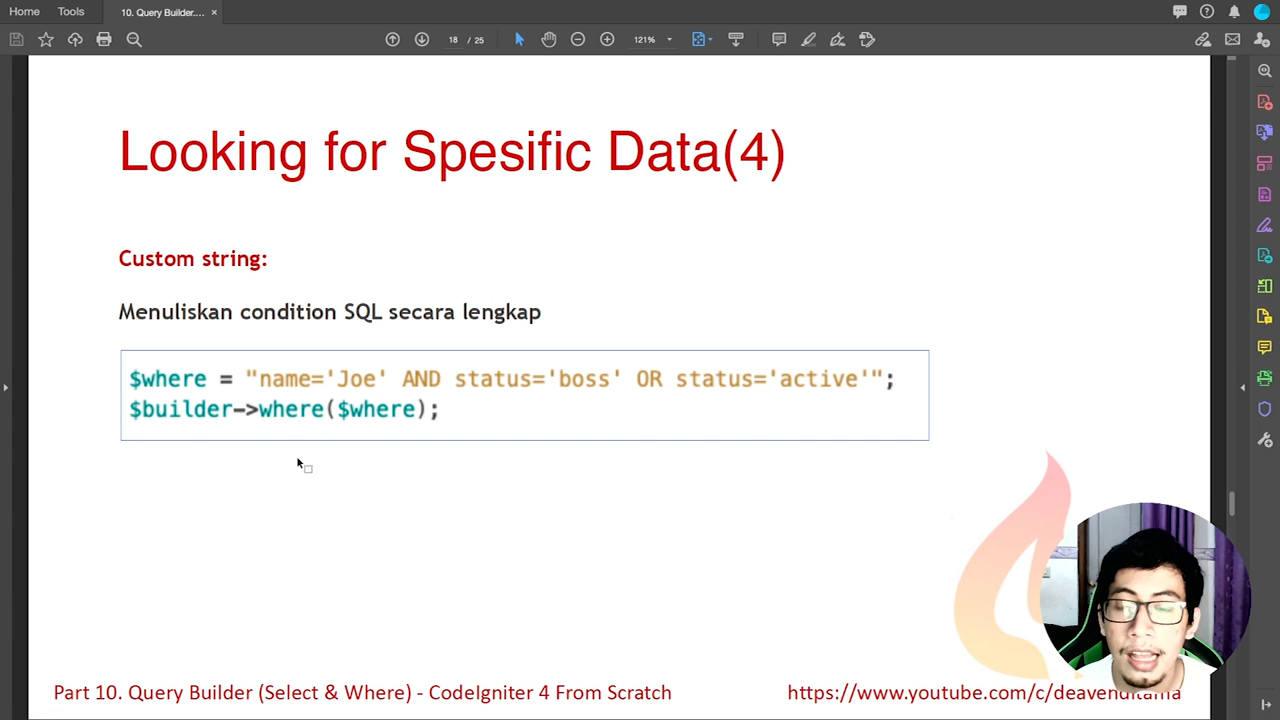 Home Tools 10. Query Builder.... ×
18 / 25 121%
Looking for Spesific Data(4)
Custom string:
Menuliskan condition SQL secara lengkap
$where = "name='Joe' AND status='boss' OR status='active'";
$builder->where($where);
Part 10. Query Builder (Select & Where) - CodeIgniter 4 From Scratch
https://www.youtube.com/c/deavenditama